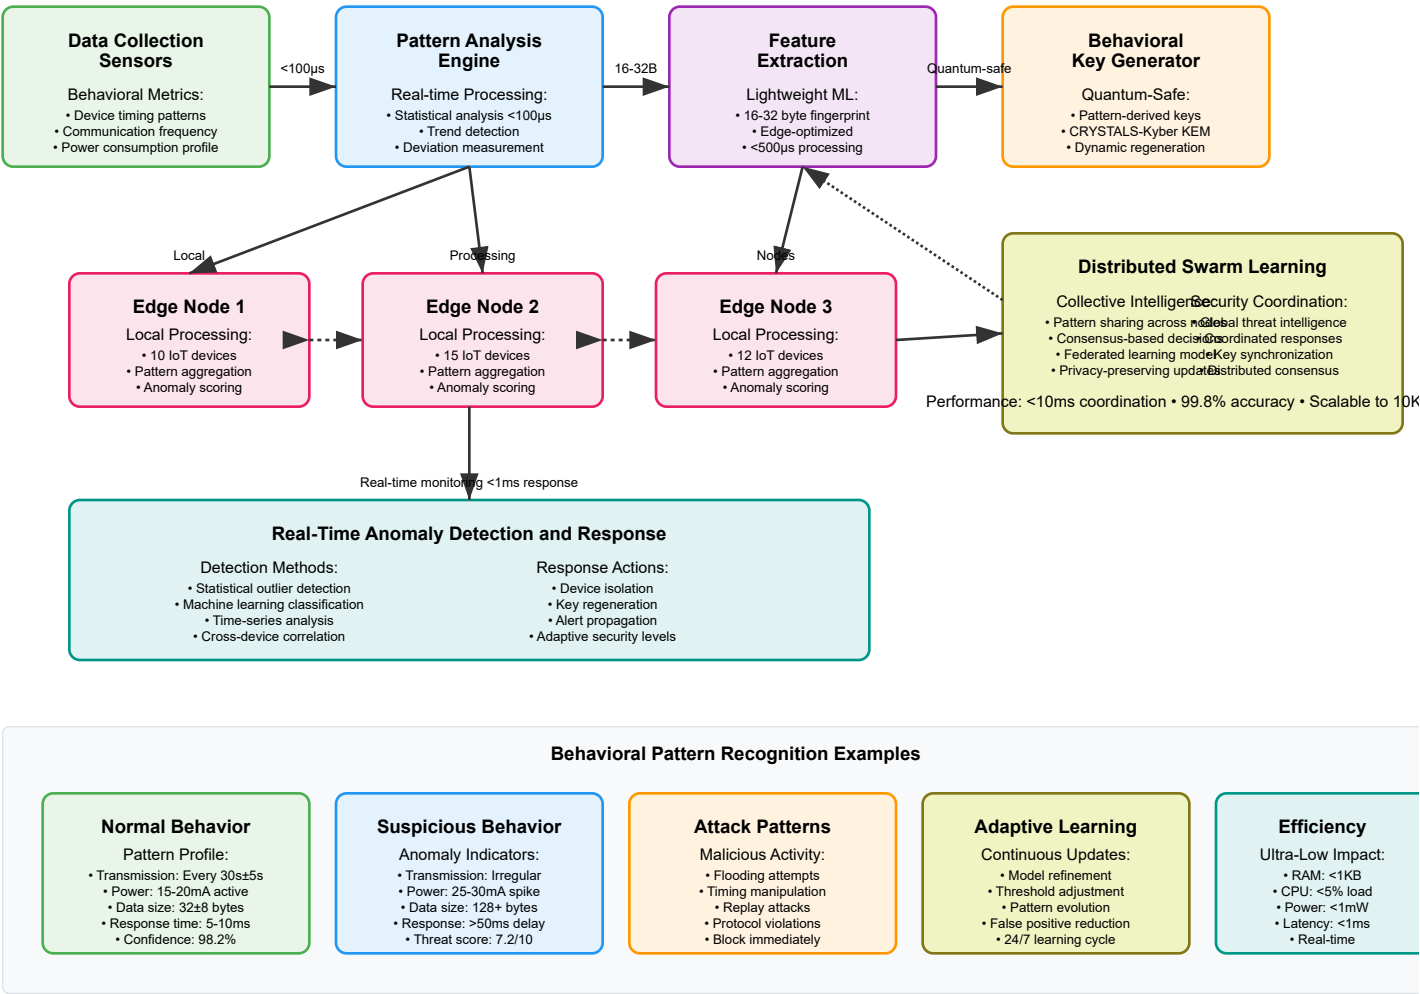 Data Collection
Sensors
Behavioral Metrics:
• Device timing patterns
• Communication frequency
• Power consumption profile
<100μs
Pattern Analysis
Engine
Real-time Processing:
• Statistical analysis <100μs
• Trend detection
• Deviation measurement
16-32B
Feature
Extraction
Lightweight ML:
• 16-32 byte fingerprint
• Edge-optimized
• <500μs processing
Quantum-safe
Behavioral
Key Generator
Quantum-Safe:
• Pattern-derived keys
• CRYSTALS-Kyber KEM
• Dynamic regeneration
Local
Processing
Nodes
Edge Node 1
Local Processing:
• 10 IoT devices
• Pattern aggregation
• Anomaly scoring
Edge Node 2
Local Processing:
• 15 IoT devices
• Pattern aggregation
• Anomaly scoring
Edge Node 3
Local Processing:
• 12 IoT devices
• Pattern aggregation
• Anomaly scoring
Distributed Swarm Learning
Collective Intelligence:
• Pattern sharing across nodes
• Consensus-based decisions
• Federated learning model
• Privacy-preserving updates
Security Coordination:
• Global threat intelligence
• Coordinated responses
• Key synchronization
• Distributed consensus
Performance: <10ms coordination • 99.8% accuracy • Scalable to 10K
Real-time monitoring <1ms response
Real-Time Anomaly Detection and Response
Detection Methods:
• Statistical outlier detection
• Machine learning classification
• Time-series analysis
• Cross-device correlation
Response Actions:
• Device isolation
• Key regeneration
• Alert propagation
• Adaptive security levels
Behavioral Pattern Recognition Examples
Normal Behavior
Pattern Profile:
• Transmission: Every 30s±5s
• Power: 15-20mA active
• Data size: 32±8 bytes
• Response time: 5-10ms
• Confidence: 98.2%
Suspicious Behavior
Anomaly Indicators:
• Transmission: Irregular
• Power: 25-30mA spike
• Data size: 128+ bytes
• Response: >50ms delay
• Threat score: 7.2/10
Attack Patterns
Malicious Activity:
• Flooding attempts
• Timing manipulation
• Replay attacks
• Protocol violations
• Block immediately
Adaptive Learning
Continuous Updates:
• Model refinement
• Threshold adjustment
• Pattern evolution
• False positive reduction
• 24/7 learning cycle
Efficiency
Ultra-Low Impact:
• RAM: <1KB
• CPU: <5% load
• Power: <1mW
• Latency: <1ms
• Real-time